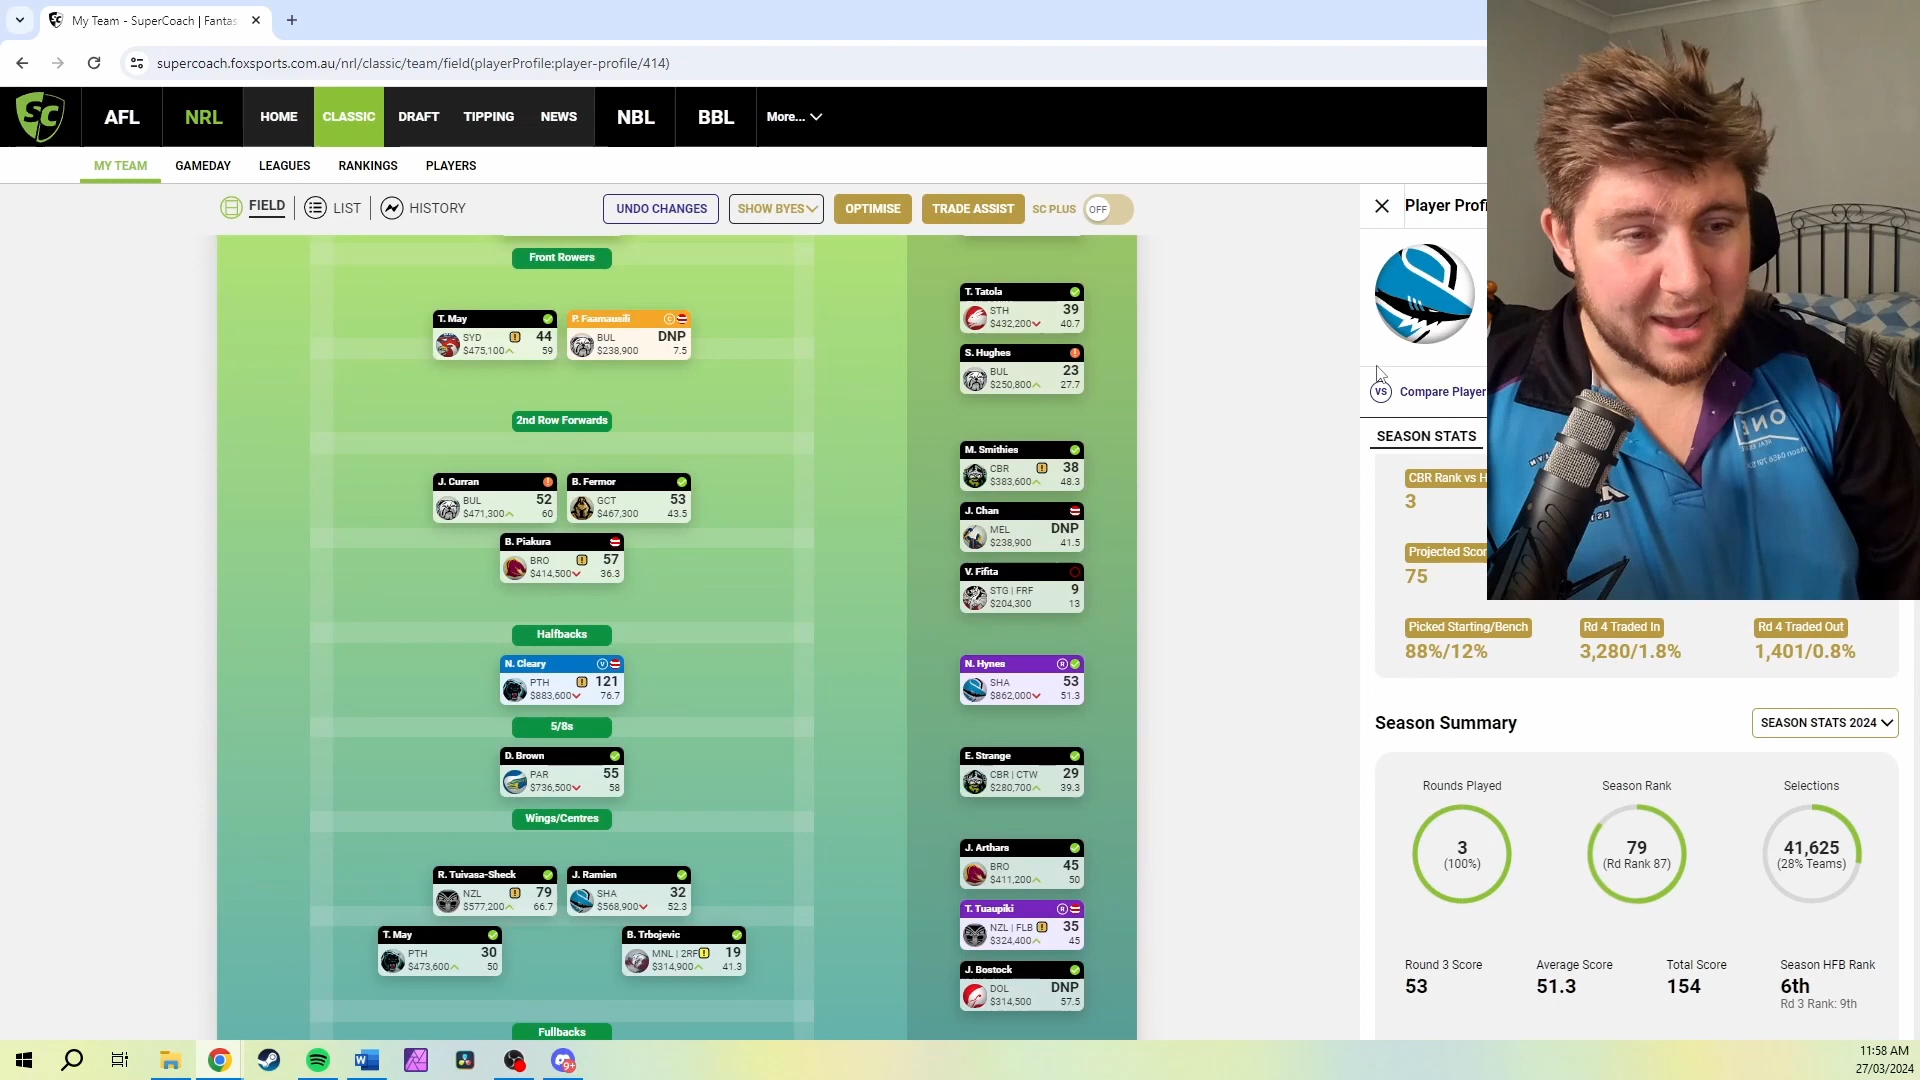 My Team - SuperCoach | Fantas
supercoach.foxsports.com.au/nrl/classic/team/field(playerProfile:player-profile/414)
SC
AFL
NRL
HOME
CLASSIC
DRAFT
TIPPING
NEWS
NBL
BBL
More...
MY TEAM
GAMEDAY
LEAGUES
RANKINGS
PLAYERS
FIELD
LIST
HISTORY
UNDO CHANGES
SHOW BYES
OPTIMISE
TRADE ASSIST
SC PLUS
OFF
Front Rowers
T. May
SYD 44
$475,100 59
P. Faamausili C
BUL DNP
$238,900 7.5
T. Tatola
STH 39
$432,200 40.7
S. Hughes
BUL 23
$250,800 27.7
2nd Row Forwards
J. Curran
BUL 52
$471,300 60
B. Fermor
GCT 53
$467,300 43.5
B. Piakura
BRO 57
$414,500 36.3
M. Smithies
CBR 38
$383,600 48.3
J. Chan
MEL DNP
$238,900 41.5
V. Fifita
STG | FRF 9
$204,300 13
Halfbacks
N. Cleary V
PTH 121
$883,600 76.7
N. Hynes R
SHA 53
$862,000 51.3
5/8s
D. Brown
PAR 55
$736,500 58
E. Strange
CBR | CTW 29
$280,700 39.3
Wings/Centres
R. Tuivasa-Sheck
NZL 79
$577,200 66.7
J. Ramien
SHA 32
$568,900 52.3
T. May
PTH 30
$473,600 50
B. Trbojevic
MNL | 2RF 19
$314,900 41.3
J. Arthars
BRO 45
$411,200 50
T. Tuaupiki R
NZL | FLB 35
$324,400 45
J. Bostock
DOL DNP
$314,500 57.5
Fullbacks
Player Profi
VS Compare Player
SEASON STATS
CBR Rank vs H
3
Projected Scor
75
Picked Starting/Bench
88%/12%
Rd 4 Traded In
3,280/1.8%
Rd 4 Traded Out
1,401/0.8%
Season Summary
SEASON STATS 2024
Rounds Played
3
(100%)
Season Rank
79
(Rd Rank 87)
Selections
41,625
(28% Teams)
Round 3 Score
53
Average Score
51.3
Total Score
154
Season HFB Rank
6th
Rd 3 Rank: 9th
ONE
9+
11:58 AM
27/03/2024